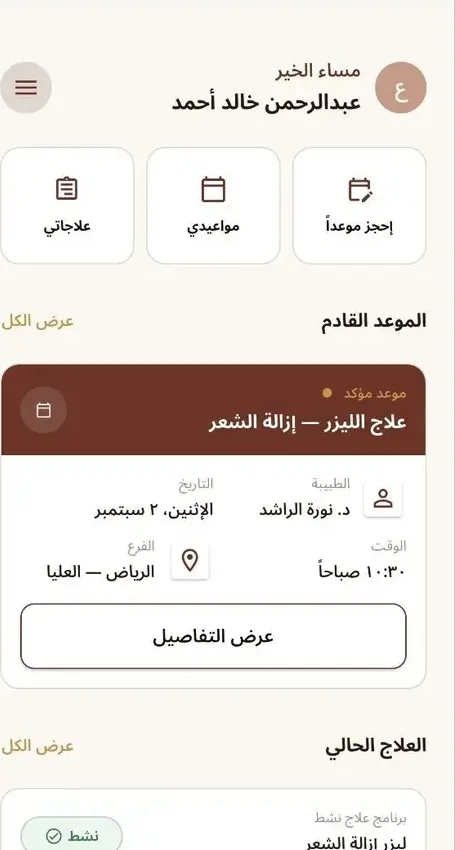 ع
مساء الخير
عبدالرحمن خالد أحمد
إحجز موعداً
مواعيدي
علاجاتي
الموعد القادم
عرض الكل
موعد مؤكد
علاج الليزر — إزالة الشعر
الطبيبة
د. نورة الراشد
التاريخ
الإثنين، ٢ سبتمبر
الوقت
١٠:٣٠ صباحاً
الفرع
الرياض — العليا
عرض التفاصيل
العلاج الحالي
عرض الكل
برنامج علاج نشط
ليزر إزالة الشعر
نشط